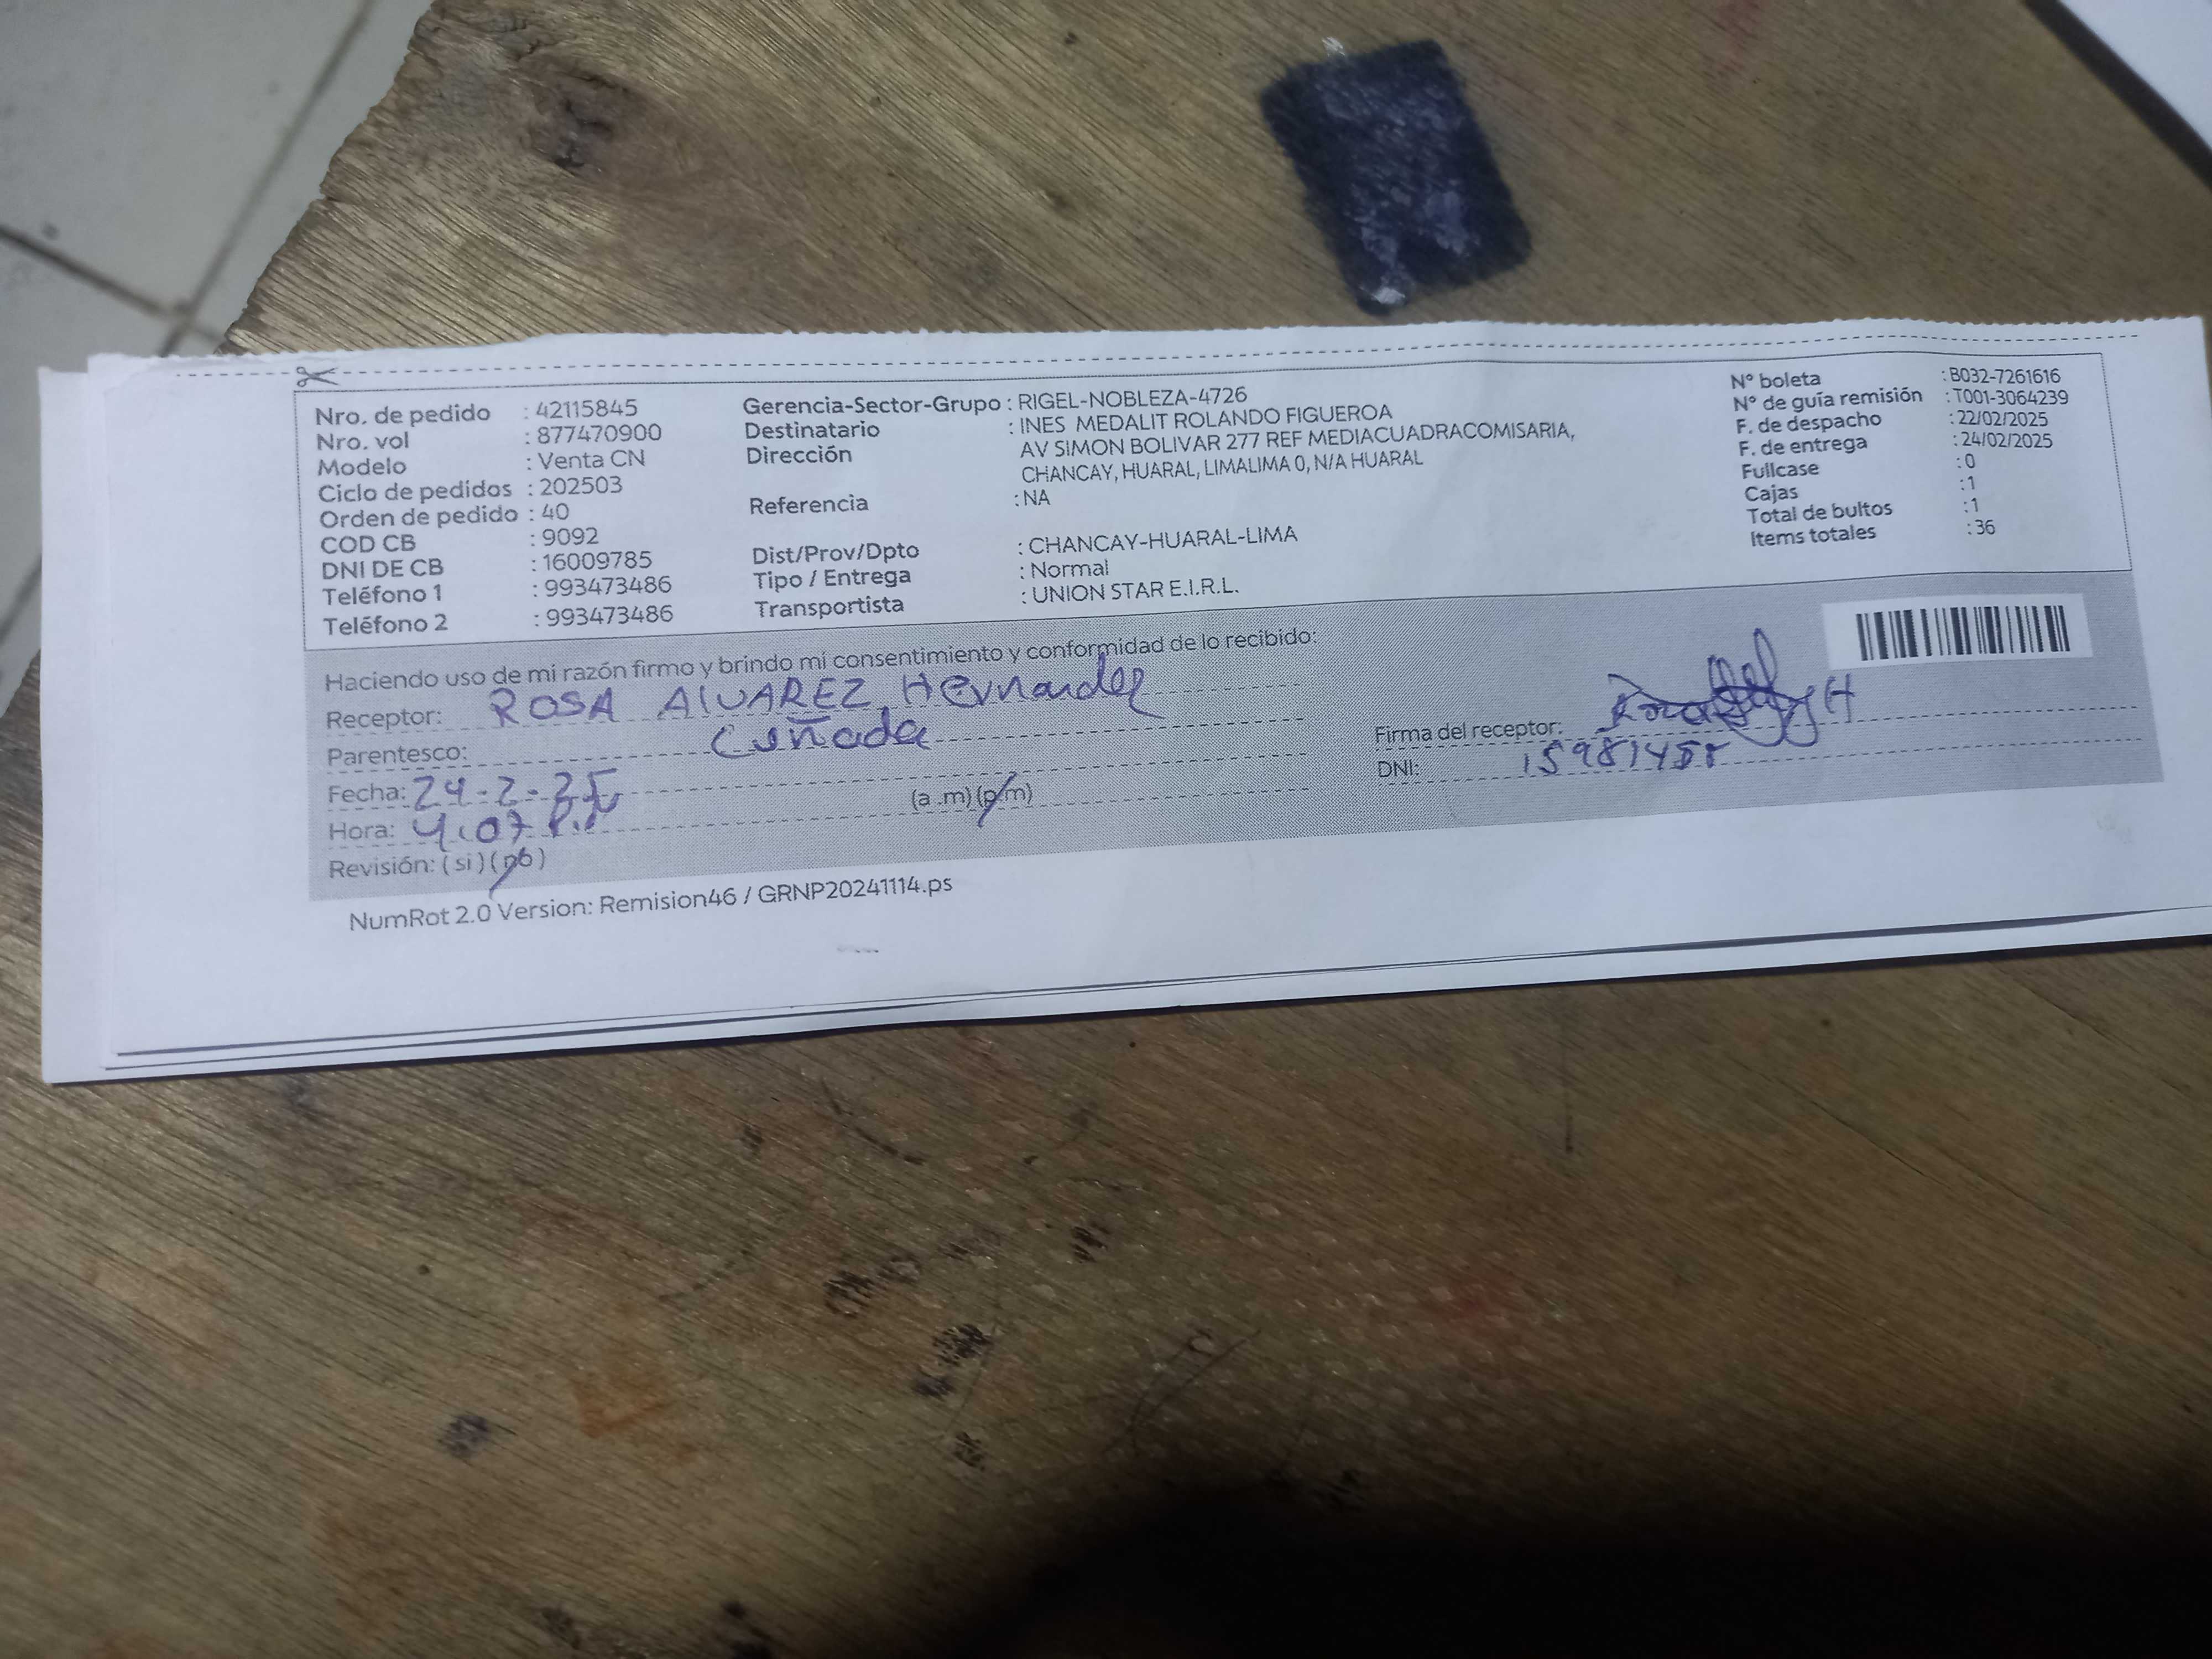 Nro. de pedido : 42115845
Nro. vol : 877470900
Modelo : Venta CN
Ciclo de pedidos : 202503
Orden de pedido : 40
COD CB : 9092
DNI DE CB : 16009785
Teléfono 1 : 993473486
Teléfono 2 : 993473486
Gerencia-Sector-Grupo : RIGEL-NOBLEZA-4726
Destinatario : INES MEDALIT ROLANDO FIGUEROA
Dirección AV SIMON BOLIVAR 277 REF MEDIACUADRACOMISARIA,
CHANCAY, HUARAL, LIMALIMA 0, N/A HUARAL
Referencia : NA
Dist/Prov/Dpto : CHANCAY-HUARAL-LIMA
Tipo / Entrega : Normal
Transportista : UNION STAR E.I.R.L.
N° boleta : B032-7261616
N° de guía remisión : T001-3064239
F. de despacho : 22/02/2025
F. de entrega : 24/02/2025
Fullcase : 0
Cajas : 1
Total de bultos : 1
Items totales : 36
Haciendo uso de mi razón firmo y brindo mi consentimiento y conformidad de lo recibido:
Receptor: ROSA ALVAREZ Hernandez
Parentesco: Cuñada
Fecha: 24-2-25
Hora: 4:07 P.m (a .m) (p.m)
Revisión: ( si ) ( no )
Firma del receptor:
DNI:
NumRot 2.0 Version: Remision46 / GRNP20241114.ps